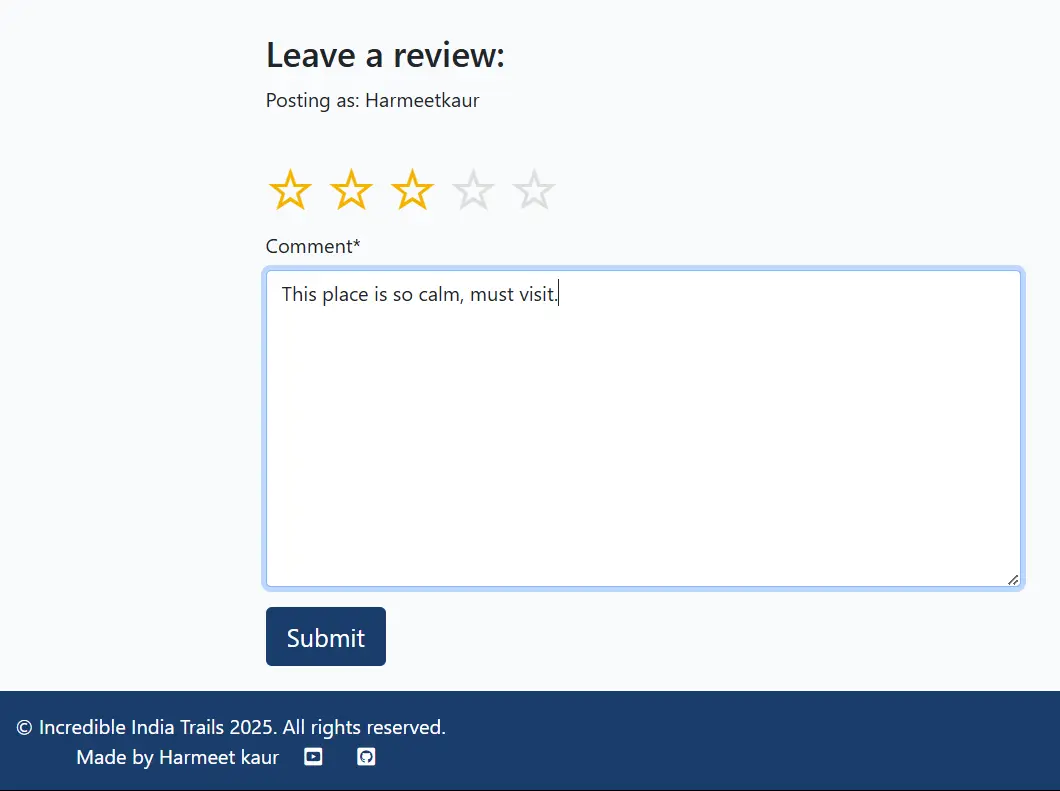 Leave a review:
Posting as: Harmeetkaur
Comment*
This place is so calm, must visit.
Submit
© Incredible India Trails 2025. All rights reserved.
Made by Harmeet kaur